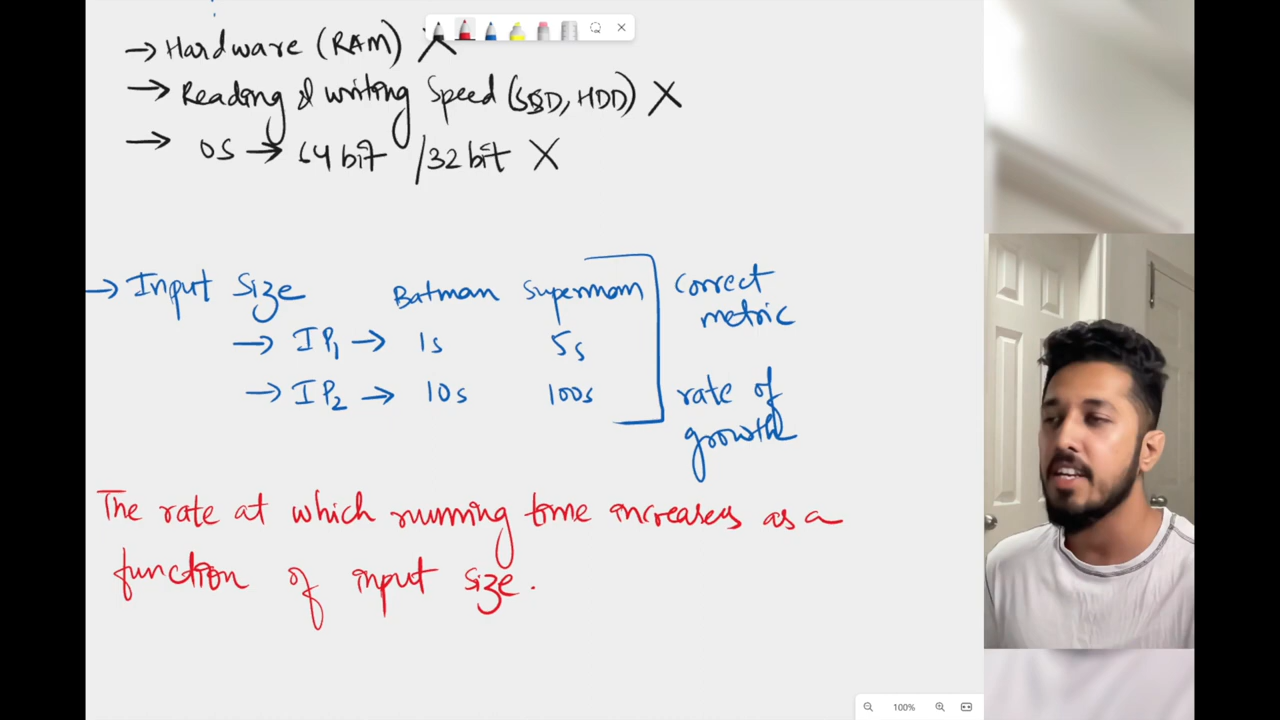 → Hardware (RAM) X
→ Reading & writing Speed (SSD, HDD) X
→ OS → 64 bit / 32 bit X
→ Input Size Batman Superman correct metric
→ IP1 → 1s 5s
→ IP2 → 10s 100s rate of growth
The rate at which running time increases as a
function of input size.
100%